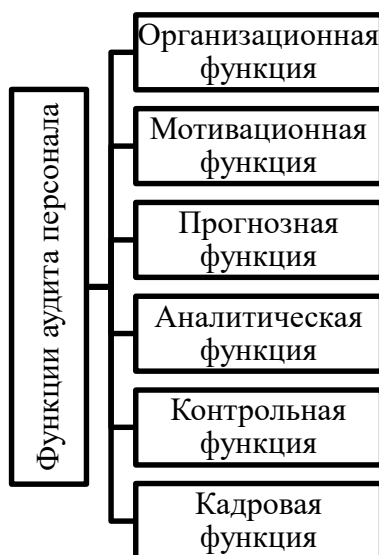 Функции аудита персонала
Организационная
функция
Мотивационная
функция
Прогнозная
функция
Аналитическая
функция
Контрольная
функция
Кадровая
функция